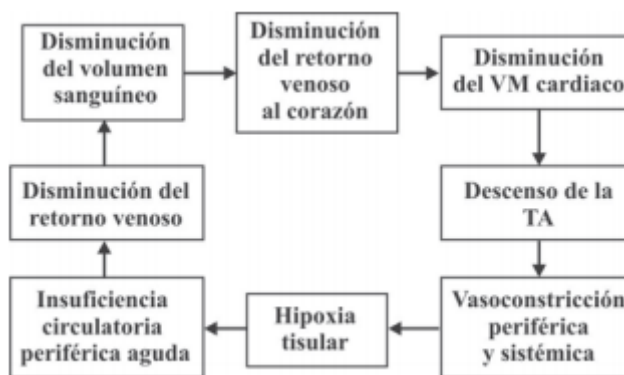 Disminución
del volumen
sanguíneo
Disminución
del retorno
venoso
al corazón
Disminución
del VM cardiaco
Descenso de la
TA
Vasoconstricción
periférica
y sistémica
Hipoxia
tisular
Insuficiencia
circulatoria
periférica aguda
Disminución del
retorno venoso